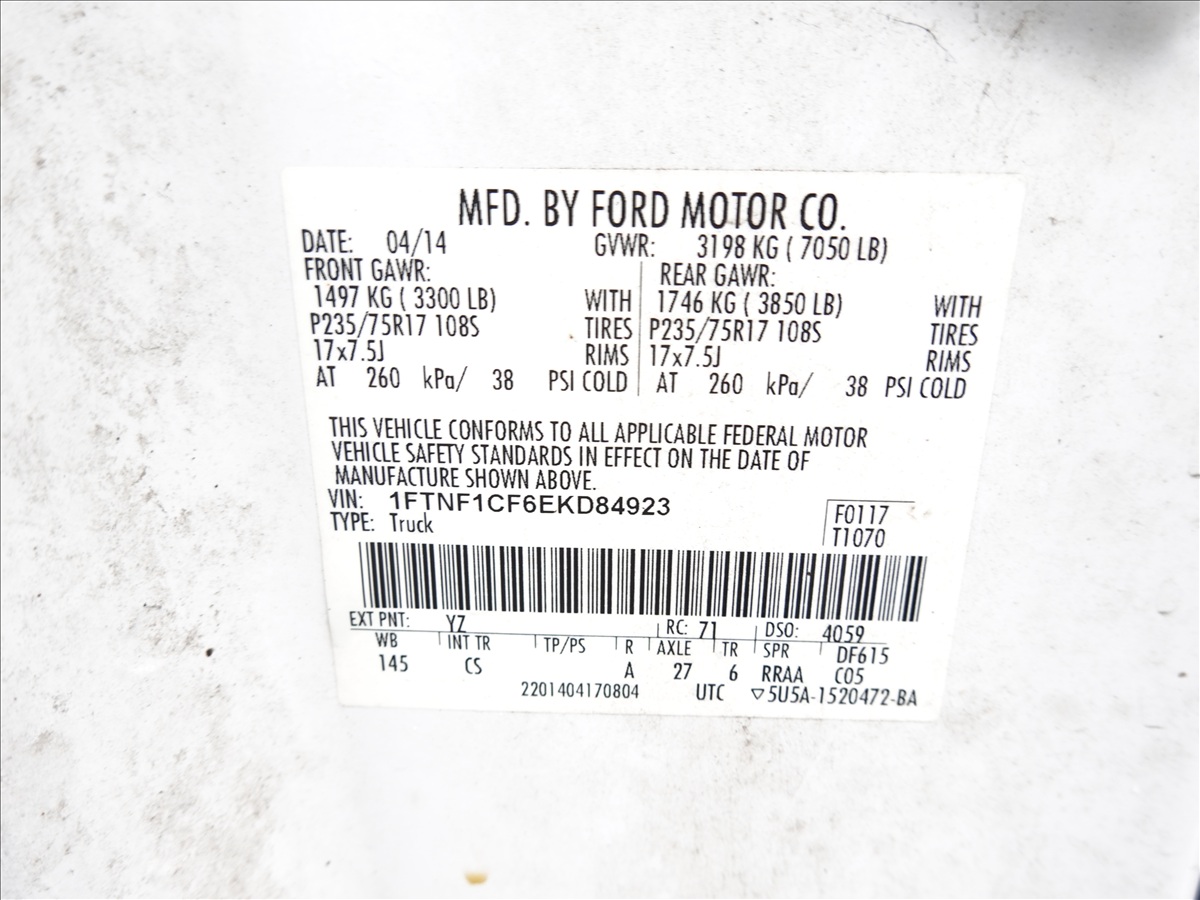 MFD. BY FORD MOTOR CO.
DATE: 04/14 GVWR: 3198 KG ( 7050 LB)
FRONT GAWR: REAR GAWR:
1497 KG ( 3300 LB) WITH 1746 KG ( 3850 LB) WITH
P235/75R17 108S TIRES P235/75R17 108S TIRES
17x7.5J RIMS 17x7.5J RIMS
AT 260 kPa/ 38 PSI COLD AT 260 kPa/ 38 PSI COLD
THIS VEHICLE CONFORMS TO ALL APPLICABLE FEDERAL MOTOR
VEHICLE SAFETY STANDARDS IN EFFECT ON THE DATE OF
MANUFACTURE SHOWN ABOVE.
VIN: 1FTNF1CF6EKD84923 F0117
TYPE: Truck T1070
EXT PNT: YZ RC: 71 DSO: 4059
WB INT TR TP/PS R AXLE TR SPR DF615
145 CS A 27 6 RRAA C05
2201404170804 UTC ▽5U5A-1520472-BA